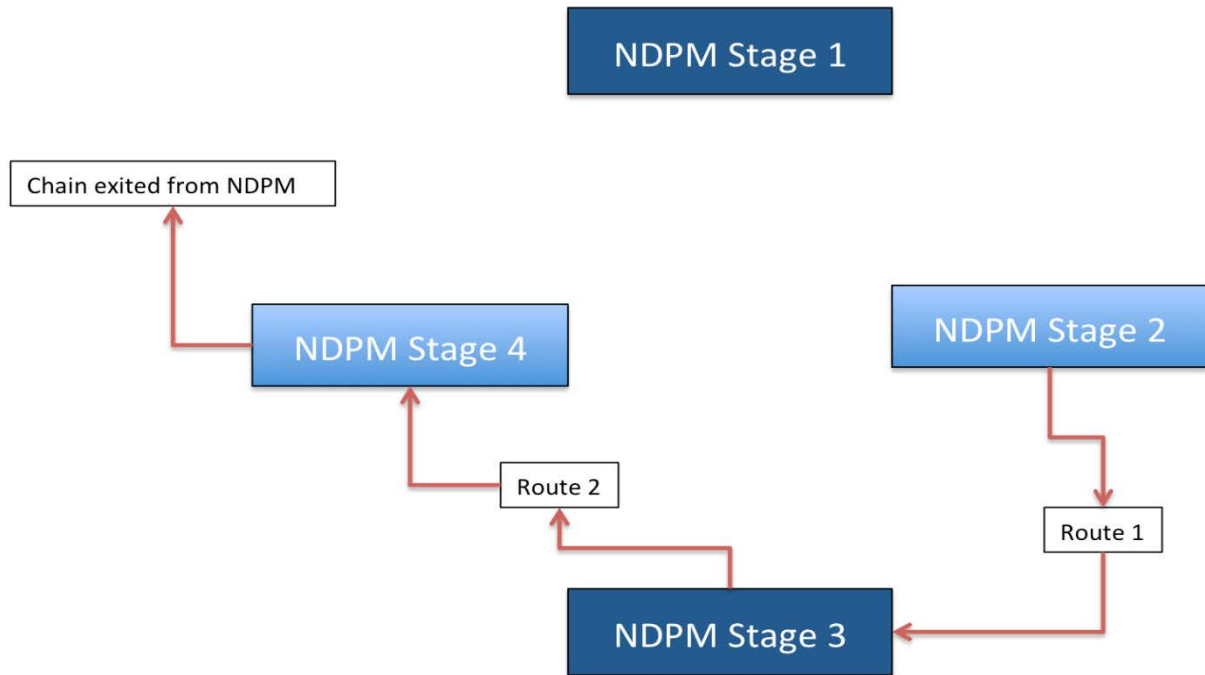 NDPM Stage 1
Chain exited from NDPM
NDPM Stage 2
NDPM Stage 4
Route 2
Route 1
NDPM Stage 3